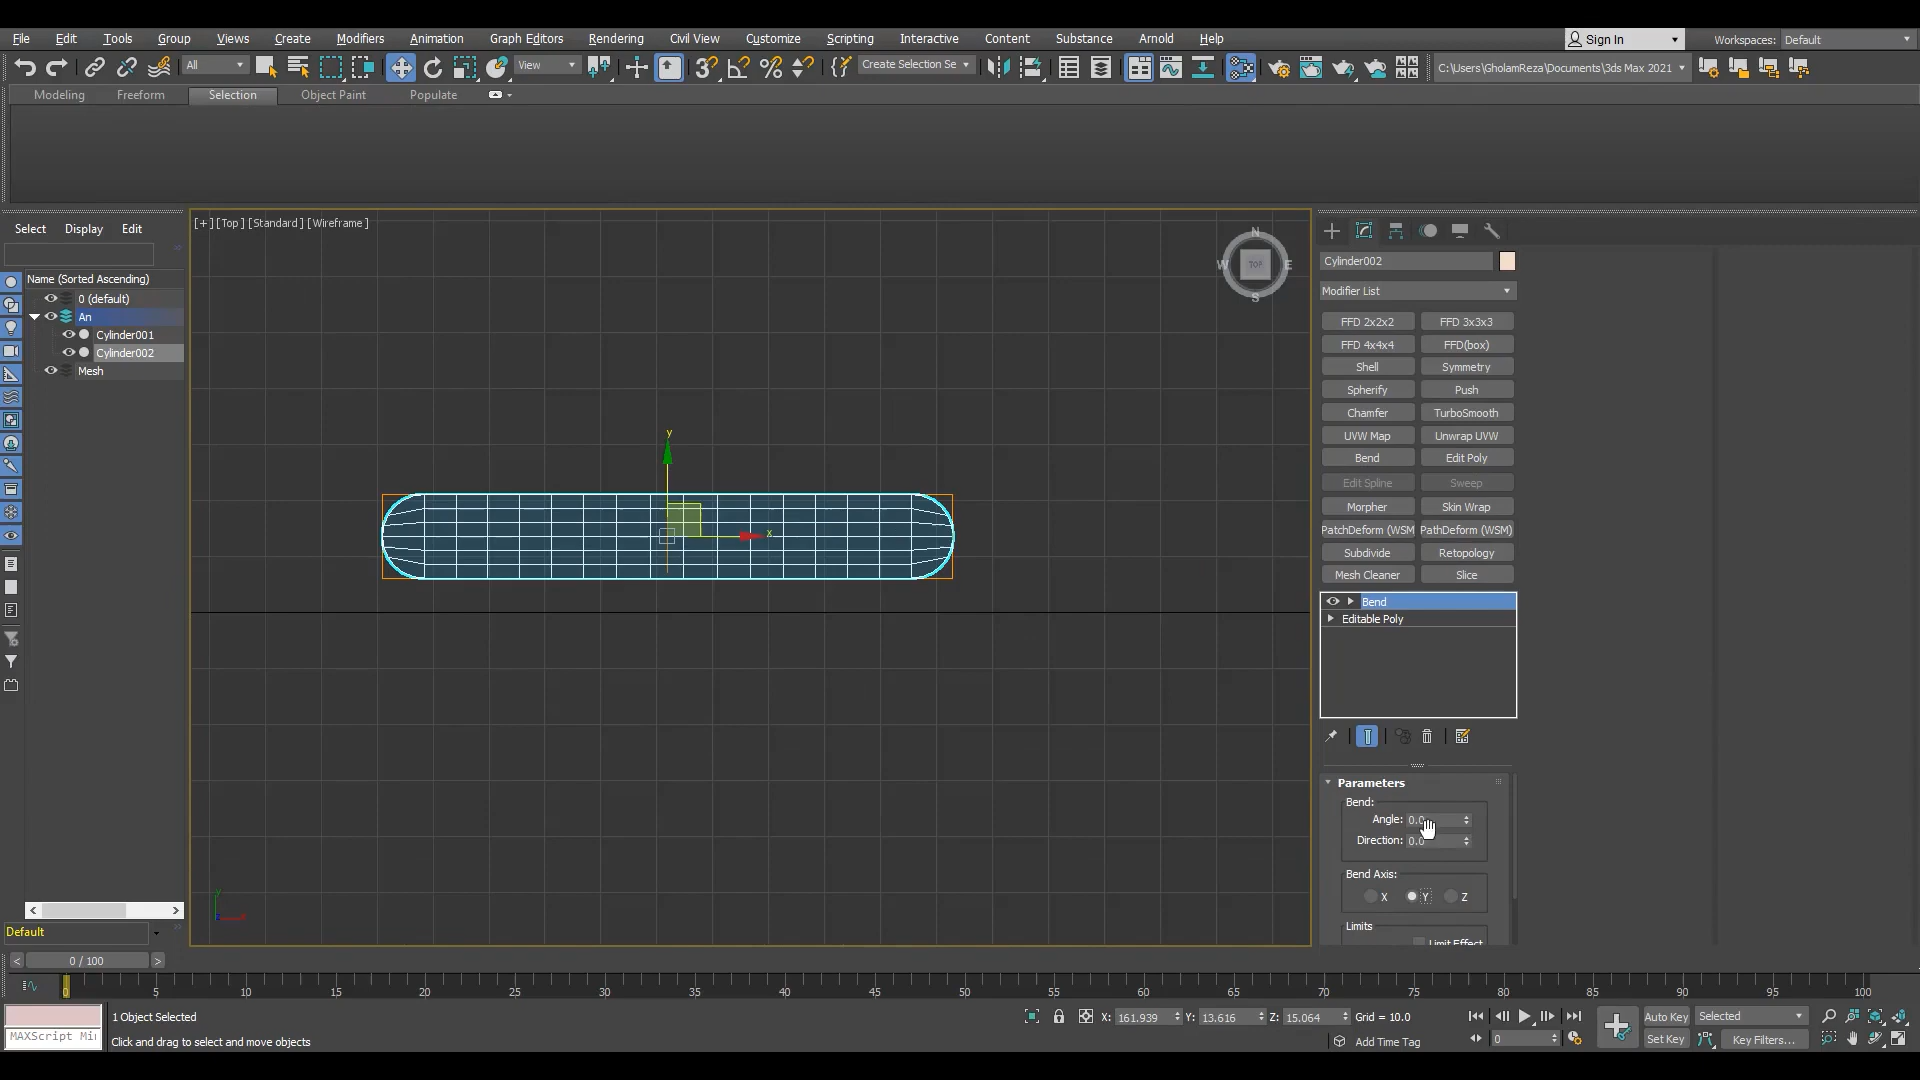 File Edit Tools Group Views Create Modifiers Animation Graph Editors Rendering Civil View Customize Scripting Interactive Content Substance Arnold Help Sign In Workspaces: Default
All View Create Selection Se C:\Users\GholamReza\Documents\3ds Max 2021
Modeling Freeform Selection Object Paint Populate
Select Display Edit
[+] [Top] [Standard] [Wireframe]
N
W TOP E
S
Name (Sorted Ascending)
0 (default)
An
Cylinder001
Cylinder002
Mesh
y
x
Cylinder002
Modifier List
FFD 2x2x2 FFD 3x3x3
FFD 4x4x4 FFD(box)
Shell Symmetry
Spherify Push
Chamfer TurboSmooth
UVW Map Unwrap UVW
Bend Edit Poly
Edit Spline Sweep
Morpher Skin Wrap
PatchDeform (WSM PathDeform (WSM)
Subdivide Retopology
Mesh Cleaner Slice
Bend
Editable Poly
Parameters
Bend:
Angle: 0.0
Direction: 0.0
Bend Axis:
X Y Z
Limits
Limit Effect
Default
< 0 / 100 >
0 5 10 15 20 25 30 35 40 45 50 55 60 65 70 75 80 85 90 95 100
1 Object Selected X: 161.939 Y: 13.616 Z: 15.064 Grid = 10.0 Auto Key Selected
MAXScript Mi Click and drag to select and move objects Add Time Tag 0 Set Key Key Filters...